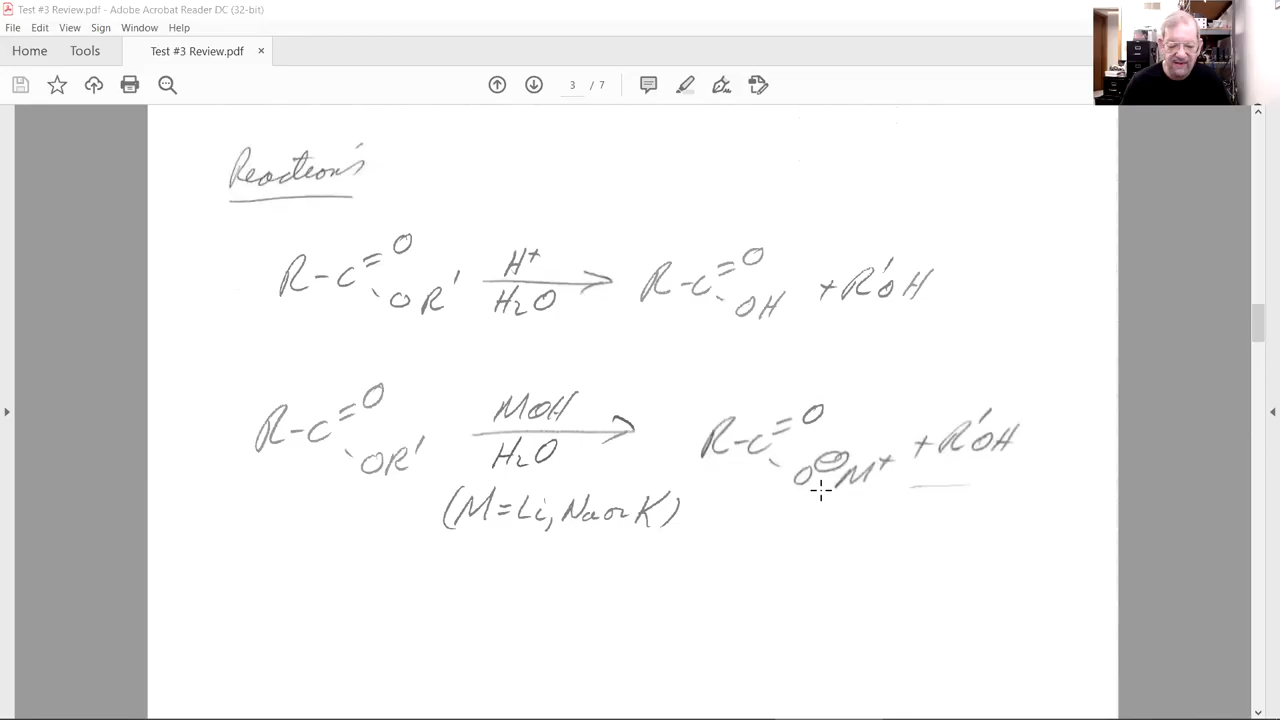 Test #3 Review.pdf - Adobe Acrobat Reader DC (32-bit)
File Edit View Sign Window Help
Home Tools Test #3 Review.pdf ×
3 / 7
Reactions
R-C=O OR' H+ H2O R-C=O OH + R'OH
R-C=O OR' MOH H2O R-C=O O⊖M+ + R'OH
(M=Li, Na or K)